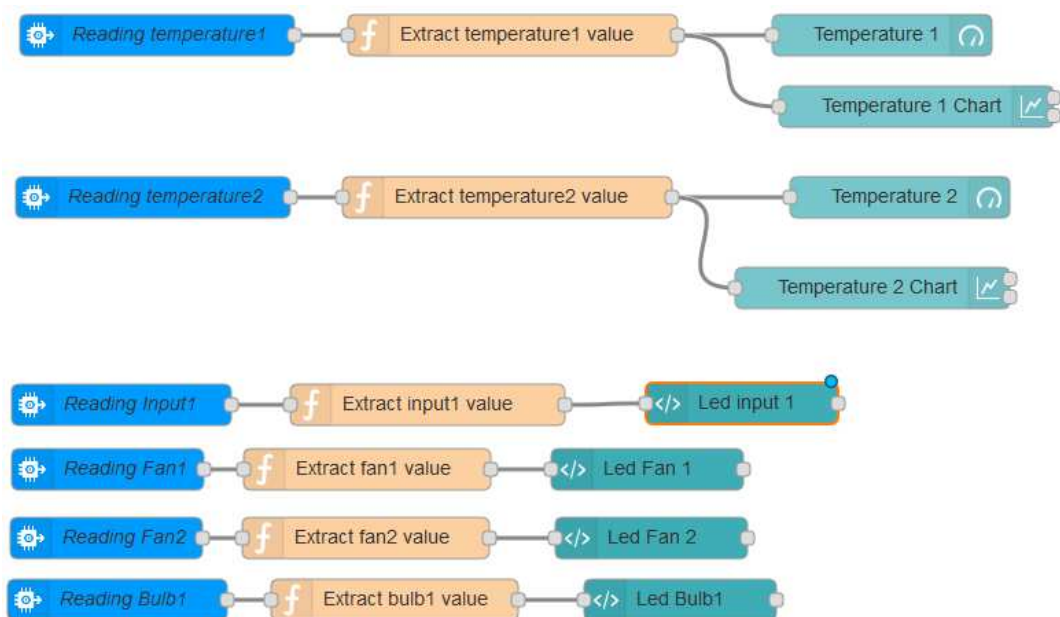 Reading temperature1
Extract temperature1 value
Temperature 1
Temperature 1 Chart
Reading temperature2
Extract temperature2 value
Temperature 2
Temperature 2 Chart
Reading Input1
Extract input1 value
</> Led input 1
Reading Fan1
Extract fan1 value
</> Led Fan 1
Reading Fan2
Extract fan2 value
</> Led Fan 2
Reading Bulb1
Extract bulb1 value
</> Led Bulb1